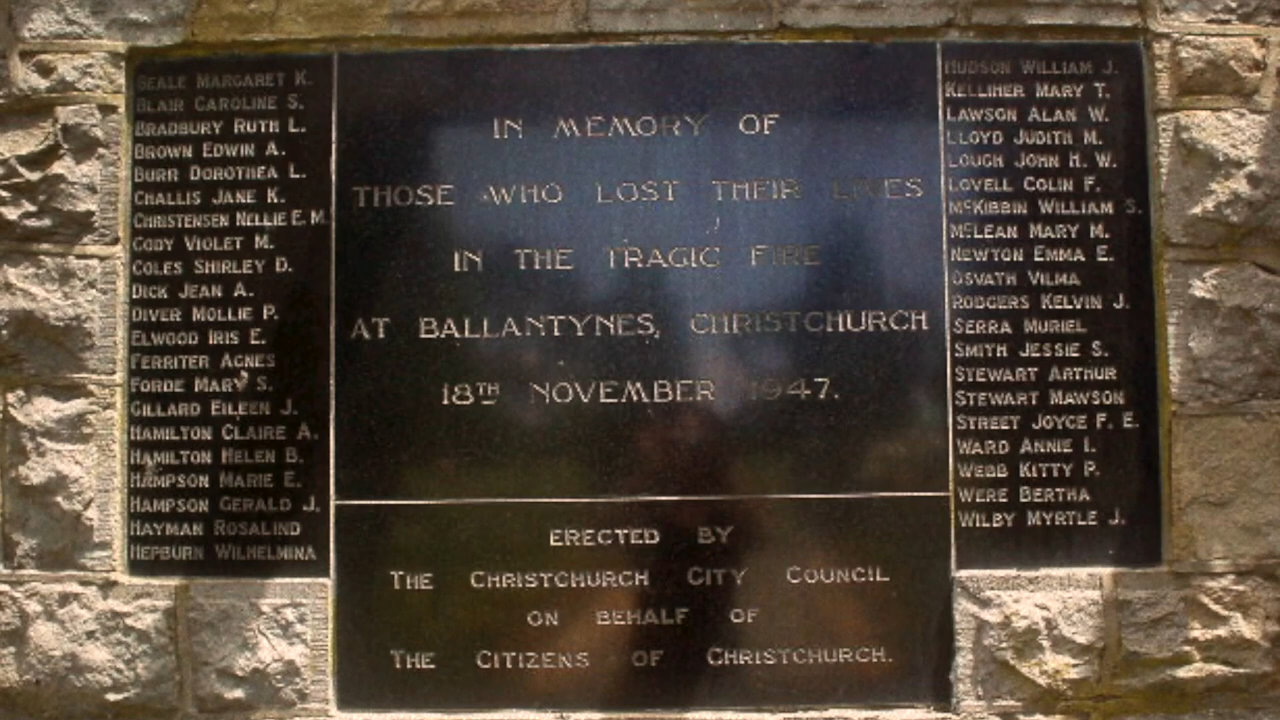 BEALE MARGARET K.
BLAIR CAROLINE S.
BRADBURY RUTH L.
BROWN EDWIN A.
BURR DOROTHEA L.
CHALLIS JANE K.
CHRISTENSEN NELLIE E. M.
CODY VIOLET M.
COLES SHIRLEY D.
DICK JEAN A.
DIVER MOLLIE P.
ELWOOD IRIS E.
FERRITER AGNES
FORDE MARY S.
GILLARD EILEEN J.
HAMILTON CLAIRE A.
HAMILTON HELEN B.
HAMPSON MARIE E.
HAMPSON GERALD J.
HAYMAN ROSALIND
HEPBURN WILHELMINA
IN MEMORY OF
THOSE WHO LOST THEIR LIVES
IN THE TRAGIC FIRE
AT BALLANTYNES, CHRISTCHURCH
18TH NOVEMBER 1947.
ERECTED BY
THE CHRISTCHURCH CITY COUNCIL
ON BEHALF OF
THE CITIZENS OF CHRISTCHURCH.
HUDSON WILLIAM J.
KELLIHER MARY T.
LAWSON ALAN W.
LLOYD JUDITH M.
LOUGH JOHN H. W.
LOVELL COLIN F.
McKIBBIN WILLIAM S.
McLEAN MARY M.
NEWTON EMMA E.
OSVATH VILMA
RODGERS KELVIN J.
SERRA MURIEL
SMITH JESSIE S.
STEWART ARTHUR
STEWART MAWSON
STREET JOYCE F. E.
WARD ANNIE I.
WEBB KITTY P.
WERE BERTHA
WILBY MYRTLE J.